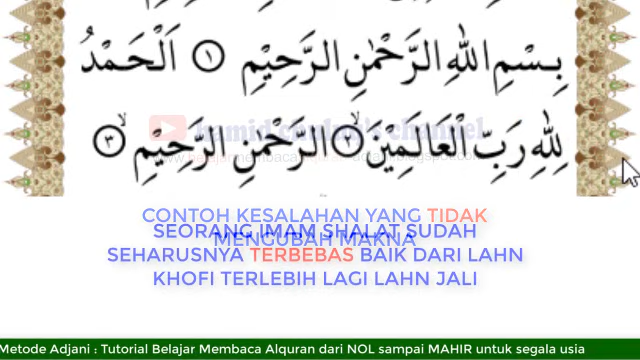 بِسْمِ اللهِ الرَّحْمٰنِ الرَّحِيْمِ ۝١ اَلْحَمْدُ
لِلهِ رَبِّ الْعَالَمِيْنَ ۝٢ۙ الرَّحْمٰنِ الرَّحِيْمِ ۝٣ۙ
CONTOH KESALAHAN YANG TIDAK
MENGUBAH MAKNA
SEORANG IMAM SHALAT SUDAH
SEHARUSNYA TERBEBAS BAIK DARI LAHN
KHOFI TERLEBIH LAGI LAHN JALI
Metode Adjani : Tutorial Belajar Membaca Alquran dari NOL sampai MAHIR untuk segala usia